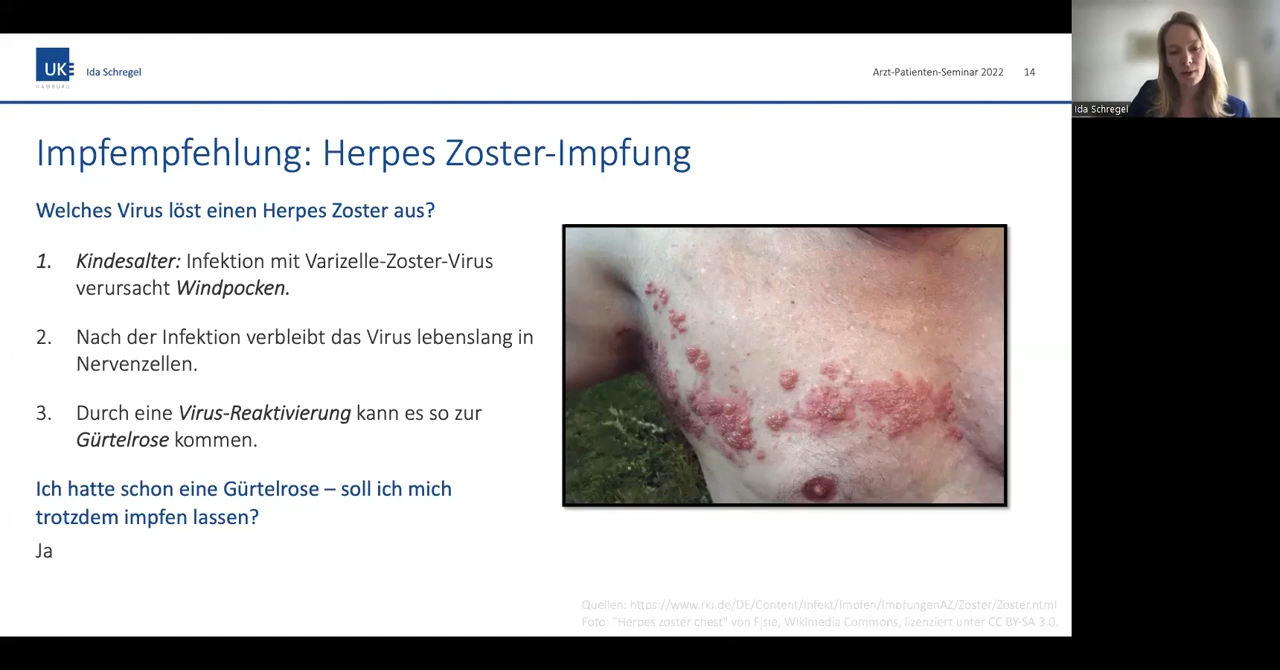 UKE
HAMBURG
Ida Schregel
Arzt-Patienten-Seminar 2022 14
Ida Schregel
Impfempfehlung: Herpes Zoster-Impfung
Welches Virus löst einen Herpes Zoster aus?
1. Kindesalter: Infektion mit Varizelle-Zoster-Virus
verursacht Windpocken.
2. Nach der Infektion verbleibt das Virus lebenslang in
Nervenzellen.
3. Durch eine Virus-Reaktivierung kann es so zur
Gürtelrose kommen.
Ich hatte schon eine Gürtelrose – soll ich mich
trotzdem impfen lassen?
Ja
Quellen: https://www.rki.de/DE/Content/Infekt/Impfen/ImpfungenAZ/Zoster/Zoster.html
Foto: "Herpes zoster chest" von Fisle, Wikimedia Commons, lizenziert unter CC BY-SA 3.0.